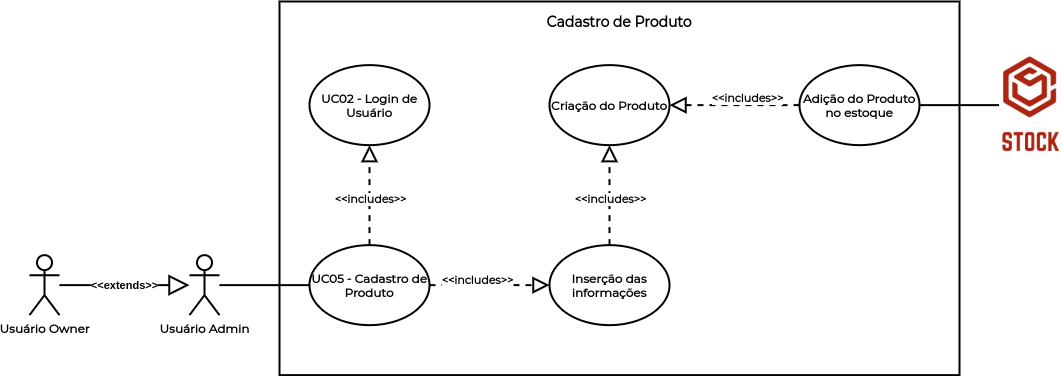 Cadastro de Produto
UC02 - Login de
Usuário
Criação do Produto
<<includes>>
Adição do Produto
no estoque
STOCK
<<includes>>
<<includes>>
Usuário Owner
<<extends>>
Usuário Admin
UC05 - Cadastro de
Produto
<<includes>>
Inserção das
informações